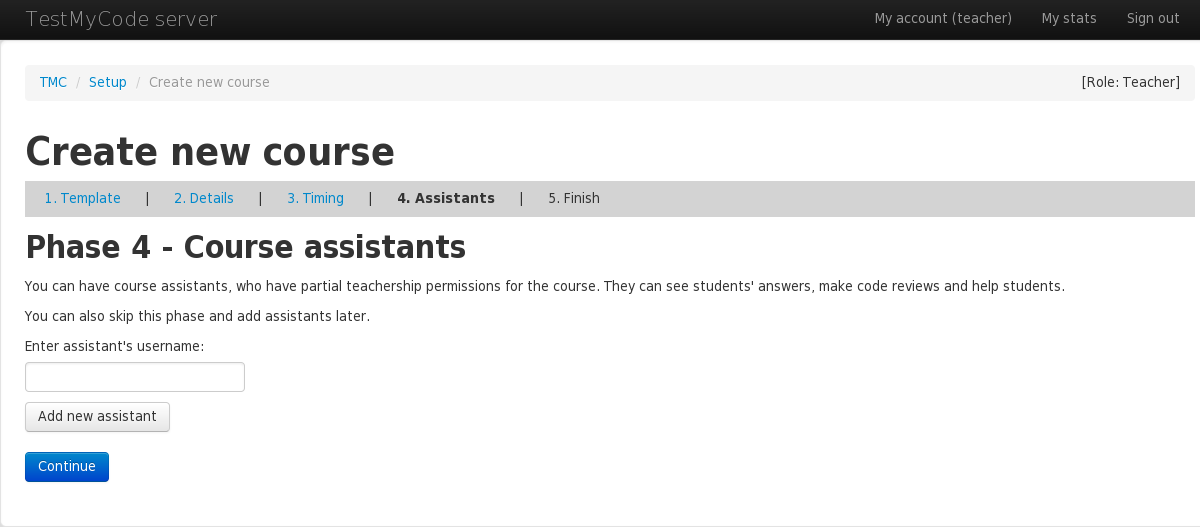 TestMyCode server My account (teacher) My stats Sign out
TMC / Setup / Create new course [Role: Teacher]
Create new course
1. Template | 2. Details | 3. Timing | 4. Assistants | 5. Finish
Phase 4 - Course assistants
You can have course assistants, who have partial teachership permissions for the course. They can see students' answers, make code reviews and help students.
You can also skip this phase and add assistants later.
Enter assistant's username:
Add new assistant
Continue